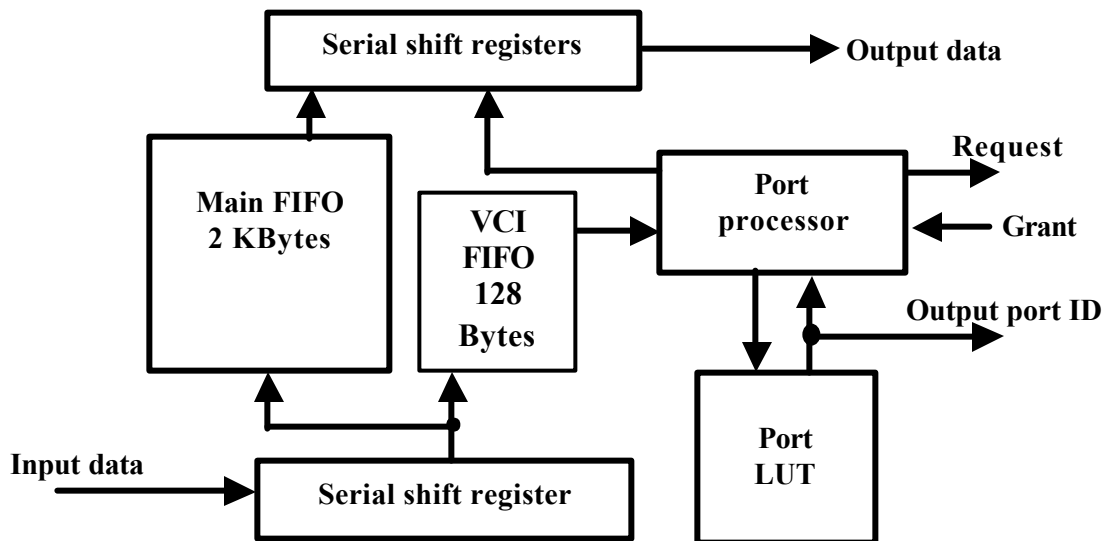 Serial shift registers
Output data
Request
Port
processor
Main FIFO
2 KBytes
VCI
FIFO
128
Bytes
Grant
Output port ID
Port
LUT
Input data
Serial shift register